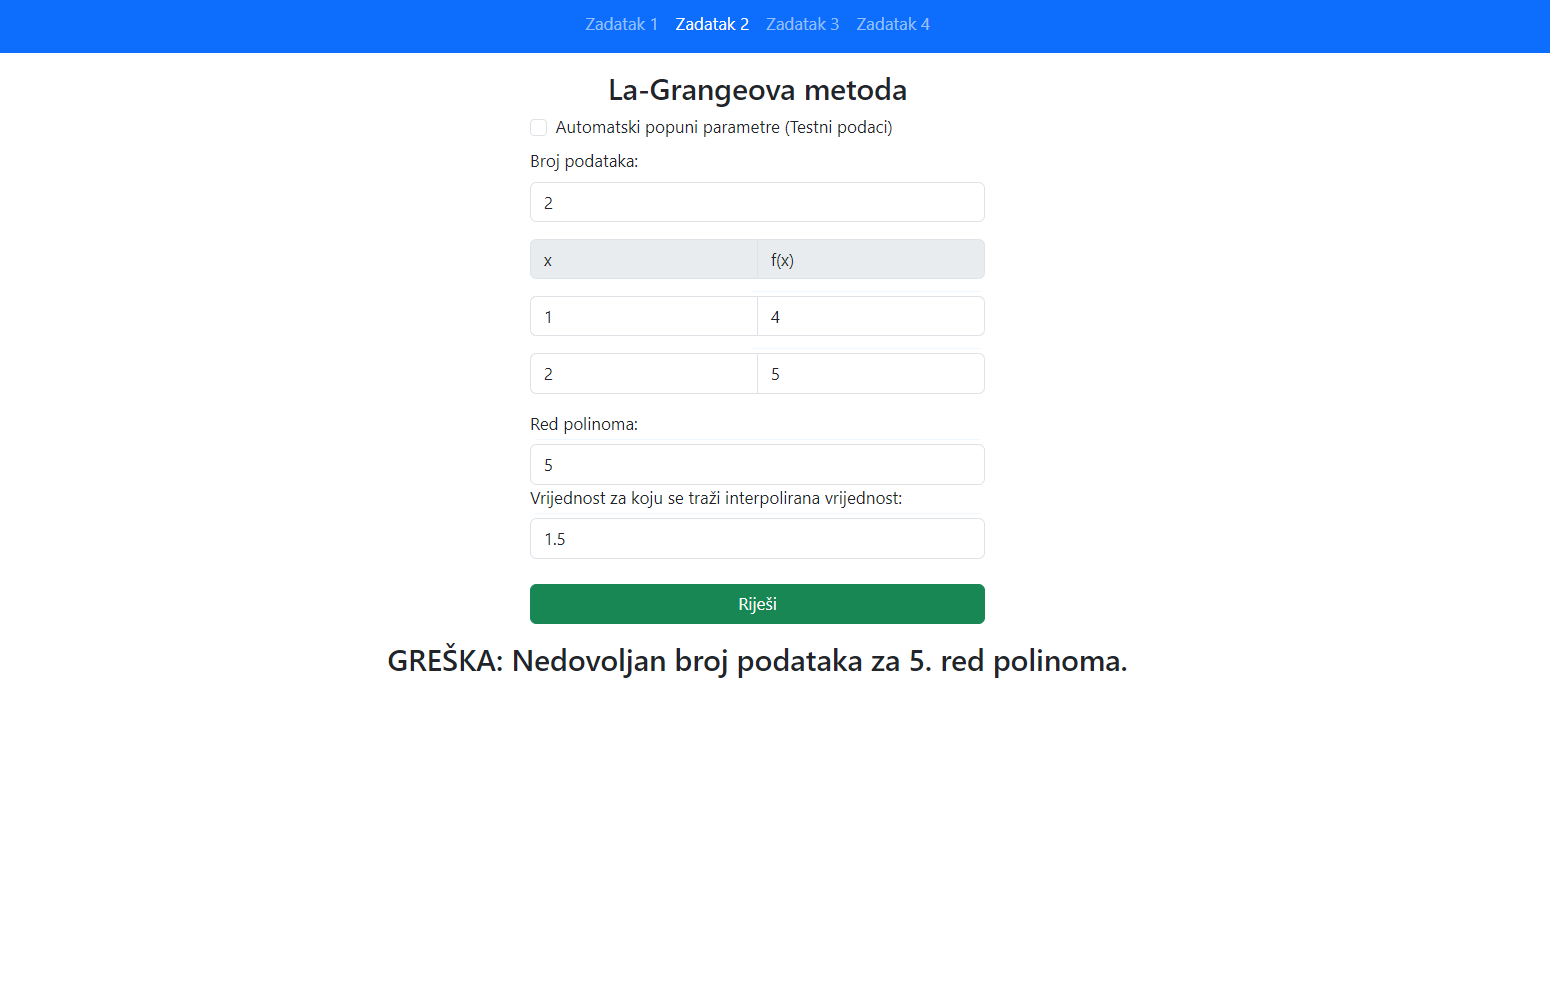 Zadatak 1 Zadatak 2 Zadatak 3 Zadatak 4
La-Grangeova metoda
Automatski popuni parametre (Testni podaci)
Broj podataka:
2
x f(x)
1 4
2 5
Red polinoma:
5
Vrijednost za koju se traži interpolirana vrijednost:
1.5
Riješi
GREŠKA: Nedovoljan broj podataka za 5. red polinoma.